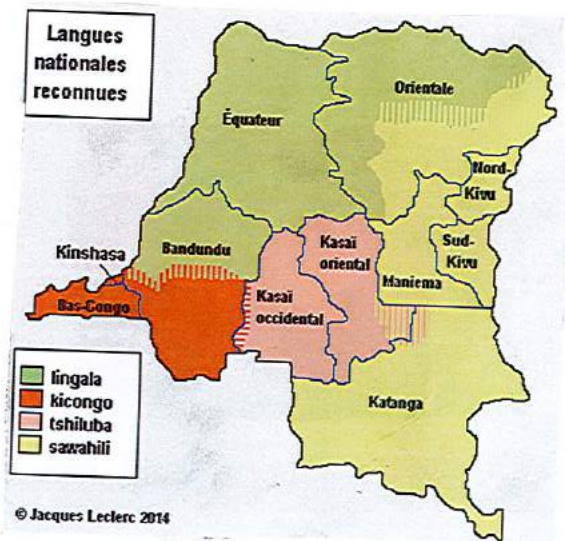 Langues
nationales
reconnues
Orientale
Équateur
Nord-
Kivu
Kinshasa
Bandundu
Kasaï
oriental
Sud-
Kivu
Maniema
Bas-Congo
Kasaï
occidental
lingala
kicongo
tshiluba
sawahili
Katanga
© Jacques Leclerc 2014